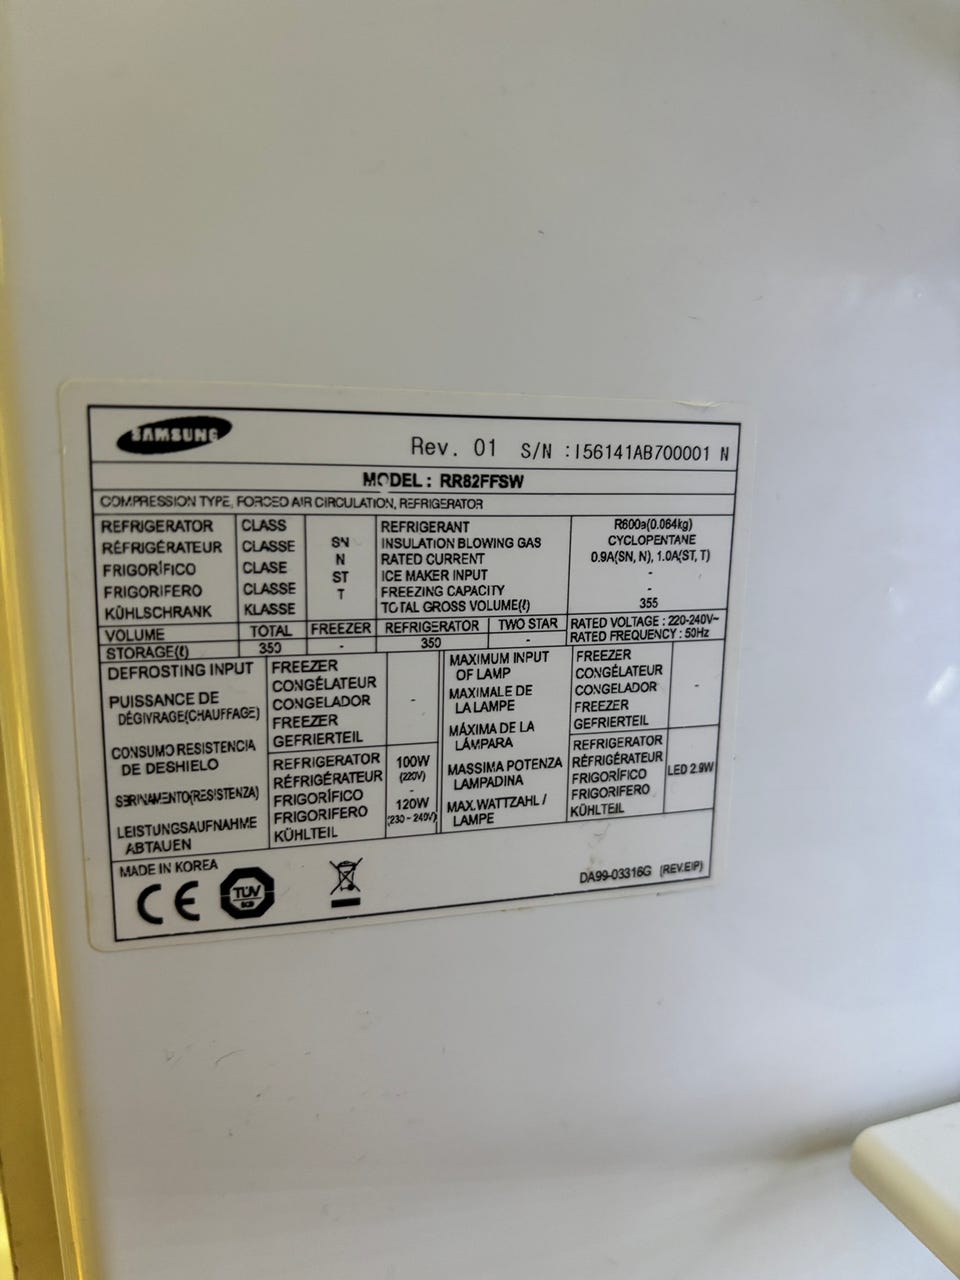 SAMSUNG
Rev. 01 S/N :I56141AB700001 N
MODEL : RR82FFSW
COMPRESSION TYPE, FORCED AIR CIRCULATION, REFRIGERATOR
REFRIGERATOR CLASS
RÉFRIGÉRATEUR CLASSE
FRIGORÍFICO CLASE
FRIGORIFERO CLASSE
KÜHLSCHRANK KLASSE
SN
N
ST
T
REFRIGERANT R600a(0.064kg)
INSULATION BLOWING GAS CYCLOPENTANE
RATED CURRENT 0.9A(SN, N), 1.0A(ST, T)
ICE MAKER INPUT -
FREEZING CAPACITY -
TOTAL GROSS VOLUME(ℓ) 355
VOLUME TOTAL FREEZER REFRIGERATOR TWO STAR RATED VOLTAGE : 220-240V~
STORAGE(ℓ) 350 - 350 - RATED FREQUENCY : 50Hz
DEFROSTING INPUT
PUISSANCE DE
DÉGIVRAGE(CHAUFFAGE)
CONSUMO RESISTENCIA
DE DESHIELO
SBRINAMENTO(RESISTENZA)
LEISTUNGSAUFNAHME
ABTAUEN
FREEZER
CONGÉLATEUR
CONGELADOR -
FREEZER
GEFRIERTEIL
REFRIGERATOR 100W
RÉFRIGÉRATEUR (220V)
FRIGORÍFICO -
FRIGORIFERO 120W
KÜHLTEIL (230~240V)
MAXIMUM INPUT
OF LAMP
MAXIMALE DE
LA LAMPE
MÁXIMA DE LA
LÁMPARA
MASSIMA POTENZA
LAMPADINA
MAX. WATTZAHL /
LAMPE
FREEZER
CONGÉLATEUR
CONGELADOR -
FREEZER
GEFRIERTEIL
REFRIGERATOR
RÉFRIGÉRATEUR
FRIGORÍFICO LED 2.9W
FRIGORIFERO
KÜHLTEIL
MADE IN KOREA
CE TÜV
DA99-03316G (REV.E/P)